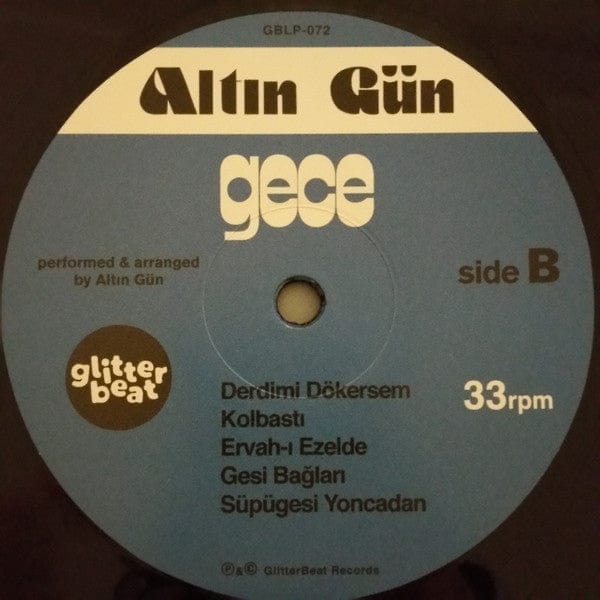 GBLP-072
Altın Gün
gece
performed & arranged
by Altın Gün
side B
glitter
beat
33rpm
Derdimi Dökersem
Kolbastı
Ervah-ı Ezelde
Gesi Bağları
Süpügesi Yoncadan
℗&© GlitterBeat Records